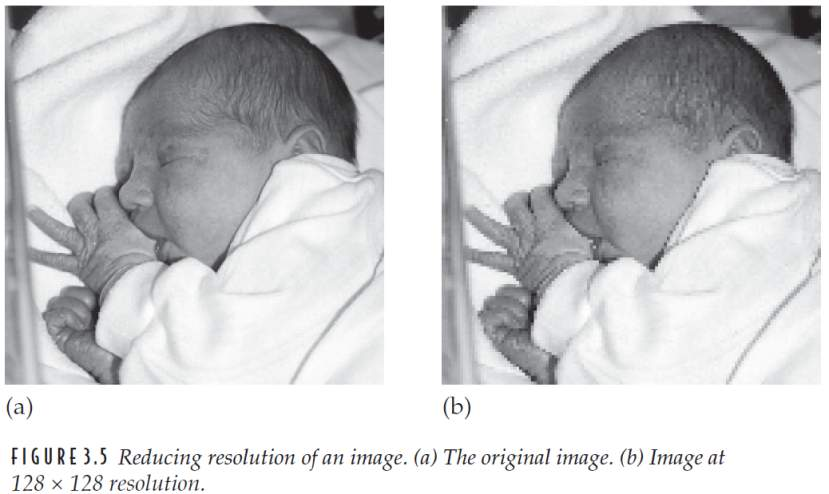 (a)
(b)
FIGURE 3.5 Reducing resolution of an image. (a) The original image. (b) Image at
128 × 128 resolution.